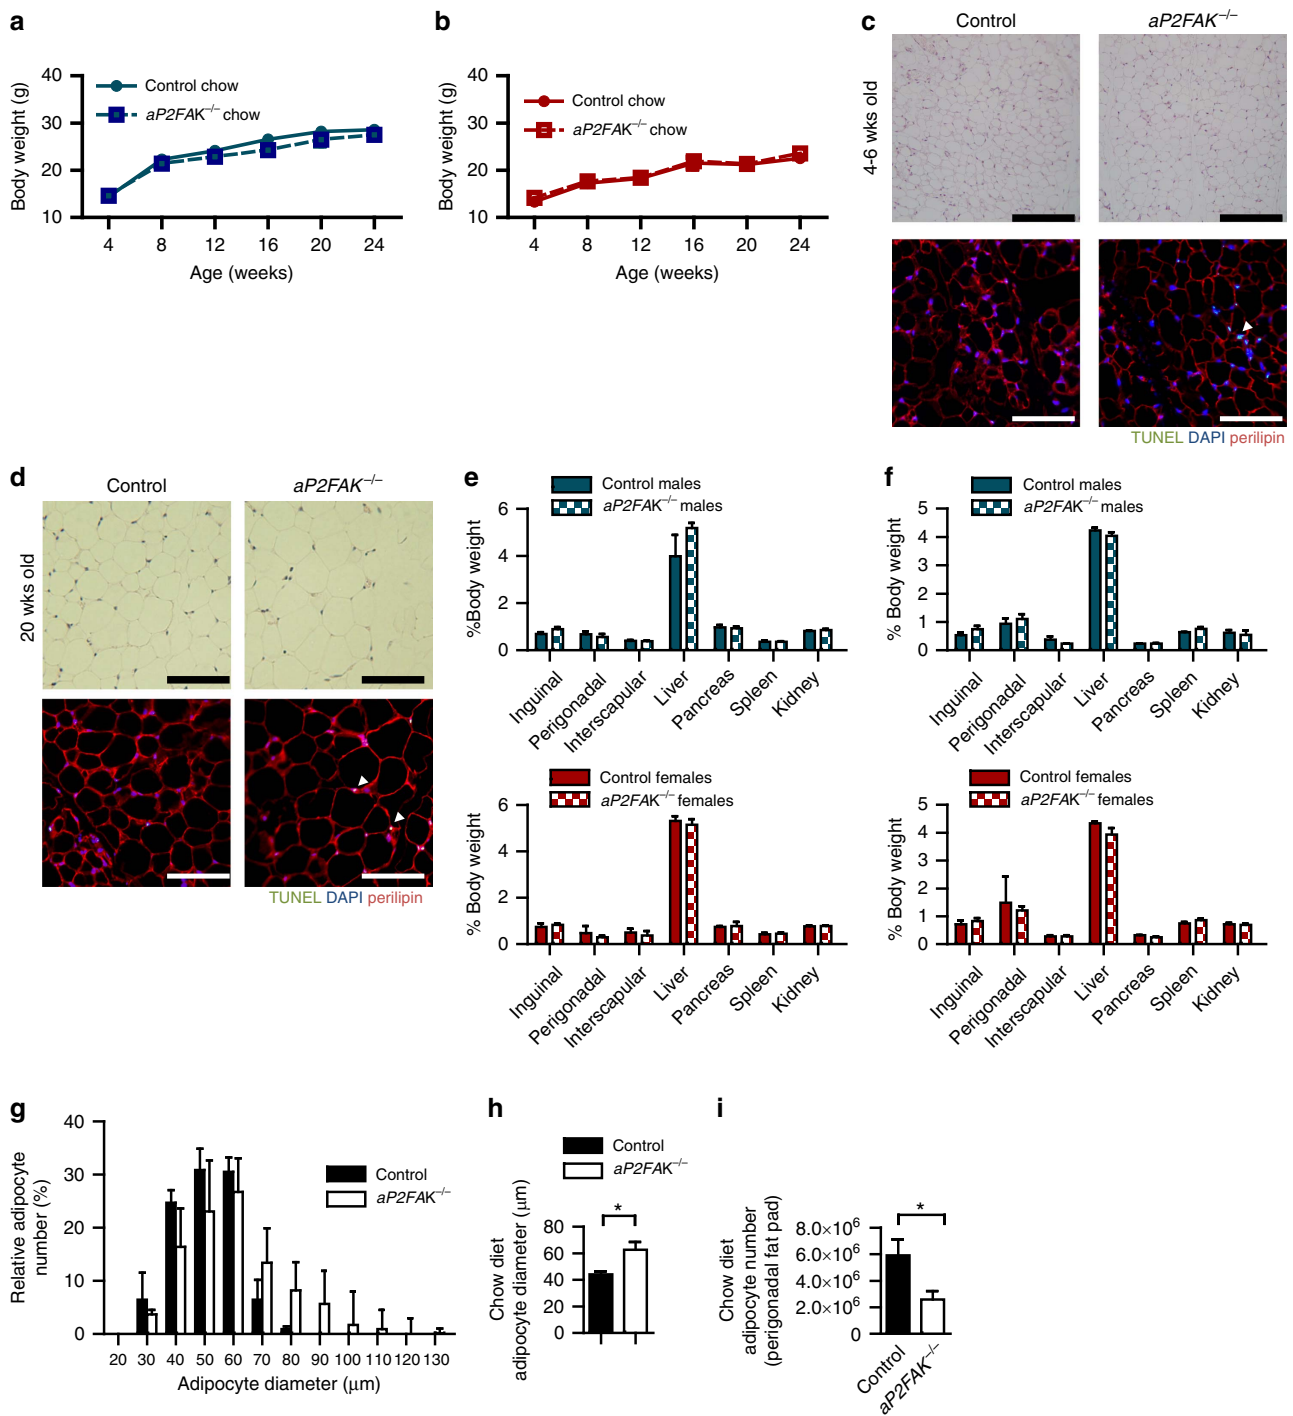 a
Body weight (g)
40
30
20
10
Control chow
aP2FAK–/– chow
4 8 12 16 20 24
Age (weeks)
b
Body weight (g)
40
30
20
10
Control chow
aP2FAK–/– chow
4 8 12 16 20 24
Age (weeks)
c
Control aP2FAK–/–
4-6 wks old
TUNEL DAPI perilipin
d
Control aP2FAK–/–
20 wks old
TUNEL DAPI perilipin
e
Control males
aP2FAK–/– males
%Body weight
6
4
2
0
Inguinal Perigonadal Interscapular Liver Pancreas Spleen Kidney
Control females
aP2FAK–/– females
% Body weight
6
4
2
0
Inguinal Perigonadal Interscapular Liver Pancreas Spleen Kidney
f
Control males
aP2FAK–/– males
% Body weight
5
4
3
2
1
0
Inguinal Perigonadal Interscapular Liver Pancreas Spleen Kidney
Control females
aP2FAK–/– females
% Body weight
5
4
3
2
1
0
Inguinal Perigonadal Interscapular Liver Pancreas Spleen Kidney
g
Relative adipocyte
number (%)
40
30
20
10
0
Control
aP2FAK–/–
20 30 40 50 60 70 80 90 100 110 120 130
Adipocyte diameter (μm)
h
Control
aP2FAK–/–
Chow diet
adipocyte diameter (μm)
80
60
40
20
0
*
i
Chow diet
adipocyte number
(perigonadal fat pad)
8.0×10⁶
6.0×10⁶
4.0×10⁶
2.0×10⁶
0
*
Control
aP2FAK–/–